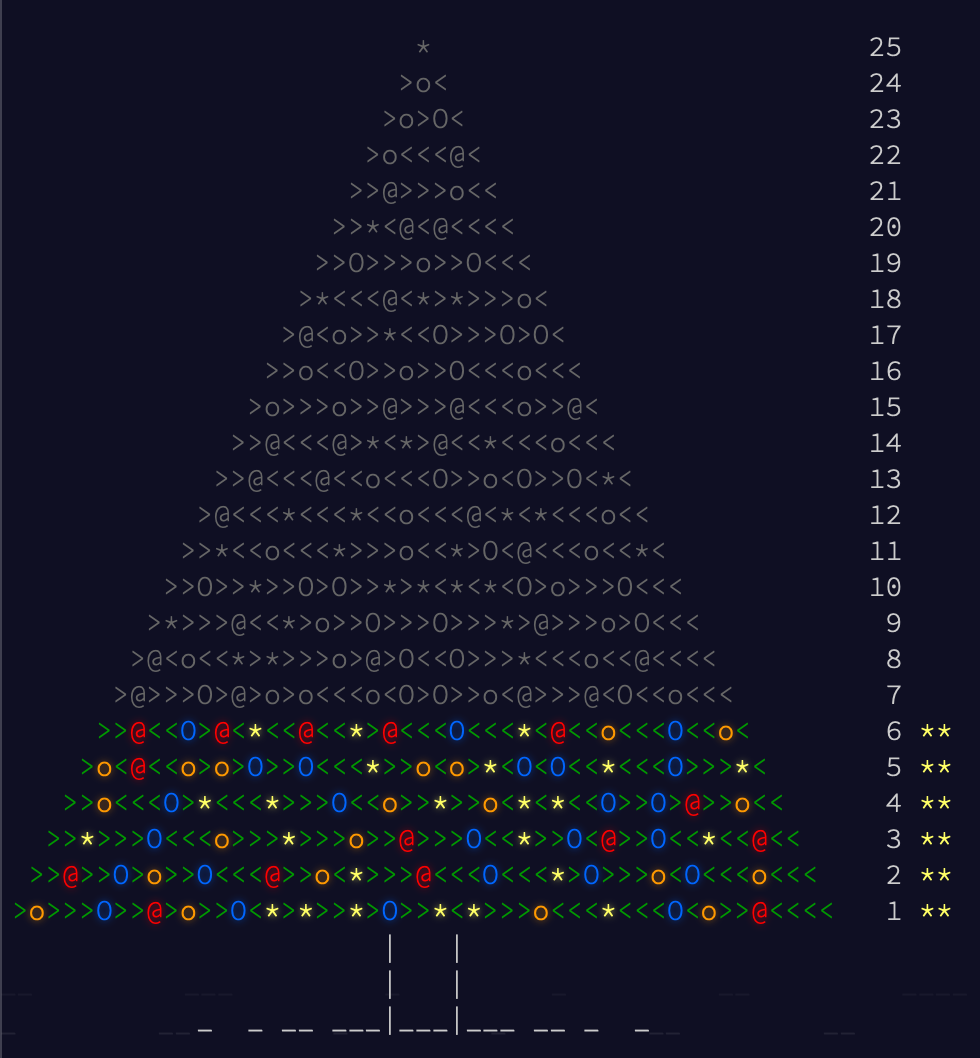 * 25
>o< 24
>o>O< 23
>o<<<@< 22
>>@>>>o<< 21
>>*<@<@<<<< 20
>>O>>>o>>O<<< 19
>*<<<@<*>*>>>o< 18
>@<o>>*<<O>>>O>O< 17
>>o<<O>>o>>O<<<o<<< 16
>o>>>o>>@>>>@<<<o>>@< 15
>>@<<<@>*<*>@<<*<<<o<<< 14
>>@<<<@<<o<<<O>>o<O>>O<*< 13
>@<<<*<<<*<<o<<<@<*<*<<<o<< 12
>>*<<o<<<*>>>o<<*>O<@<<<o<<*< 11
>>O>>*>>O>O>>*>*<*<*<O>o>>>O<<< 10
>*>>>@<<*>o>>O>>>O>>>*>@>>>o>O<<< 9
>@<o<<*>*>>>o>@>O<<O>>>*<<<o<<@<<<< 8
>@>>>O>@>o>o<<<o<O>O>>o<@>>>@<O<<o<<< 7
>>@<<O>@<*<<@<<*>@<<<O<<<*<@<<o<<<O<<o< 6 **
>o<@<<o>o>O>>O<<<*>>o<o<*<O<O<<*<<<O>>>*< 5 **
>>o<<<O>*<<<*>>>O<<o>>*>>o<*<*<<O>>O>@>>o<< 4 **
>>*>>>O<<<o>>>*>>>o>>@>>>O<<*>>O<@>>O<<*<<@<< 3 **
>>@>>O>o>>O<<<@>>o<*>>>@<<<O<<<*>O>>>o<O<<<o<<< 2 **
>o>>>O>>@>o>>O<*>*>>*>O>>*<*>>>o<<<*<<<O<o>>@<<<< 1 **
| |
| |
_ _ __ ___|___|___ __ _ _